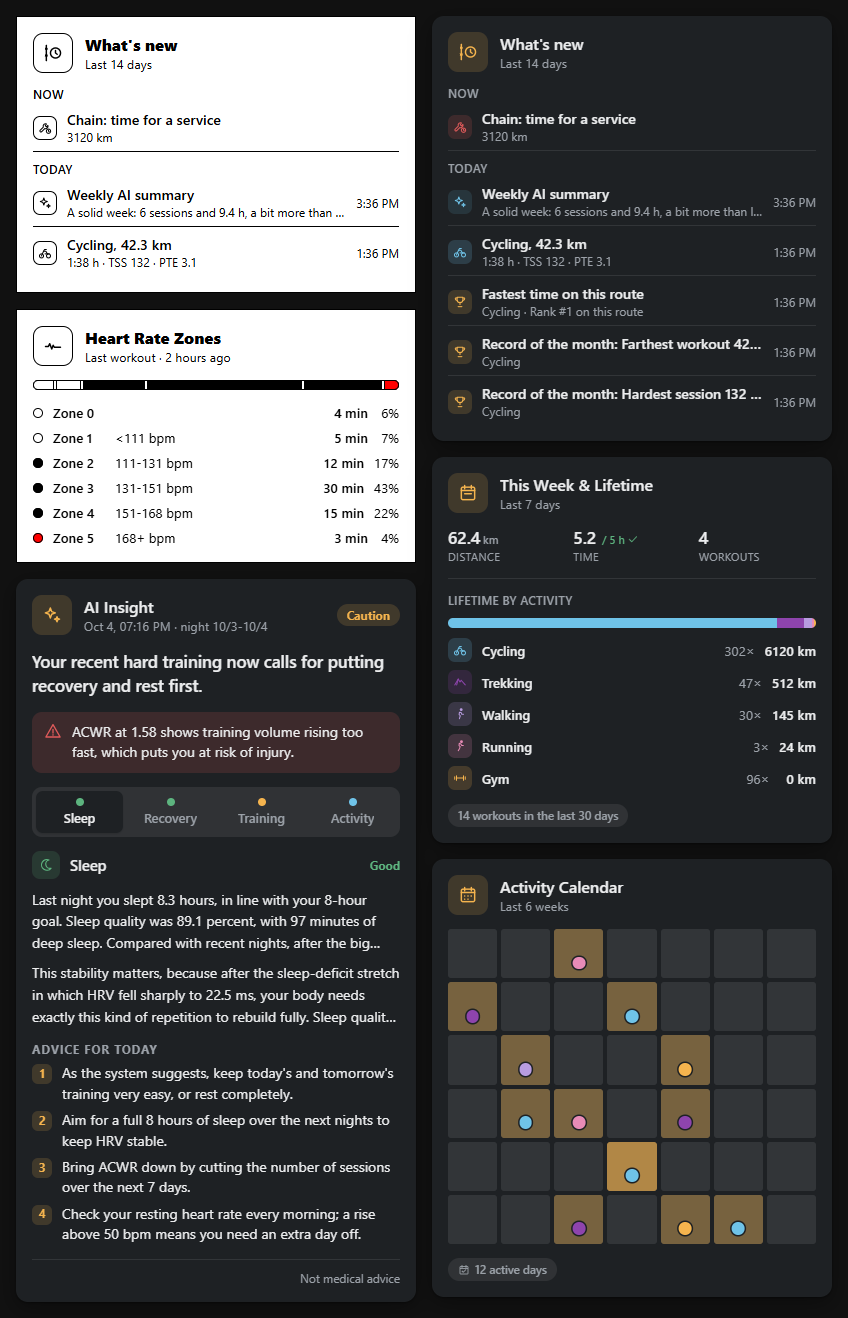 What's new
Last 14 days
NOW
Chain: time for a service
3120 km
TODAY
Weekly AI summary
A solid week: 6 sessions and 9.4 h, a bit more than ...
3:36 PM
Cycling, 42.3 km
1:38 h · TSS 132 · PTE 3.1
1:36 PM
Heart Rate Zones
Last workout · 2 hours ago
Zone 0 4 min 6%
Zone 1 <111 bpm 5 min 7%
Zone 2 111-131 bpm 12 min 17%
Zone 3 131-151 bpm 30 min 43%
Zone 4 151-168 bpm 15 min 22%
Zone 5 168+ bpm 3 min 4%
AI Insight
Oct 4, 07:16 PM · night 10/3-10/4
Caution
Your recent hard training now calls for putting
recovery and rest first.
ACWR at 1.58 shows training volume rising too
fast, which puts you at risk of injury.
Sleep Recovery Training Activity
Sleep Good
Last night you slept 8.3 hours, in line with your 8-hour
goal. Sleep quality was 89.1 percent, with 97 minutes of
deep sleep. Compared with recent nights, after the big...
This stability matters, because after the sleep-deficit stretch
in which HRV fell sharply to 22.5 ms, your body needs
exactly this kind of repetition to rebuild fully. Sleep qualit...
ADVICE FOR TODAY
1 As the system suggests, keep today's and tomorrow's
training very easy, or rest completely.
2 Aim for a full 8 hours of sleep over the next nights to
keep HRV stable.
3 Bring ACWR down by cutting the number of sessions
over the next 7 days.
4 Check your resting heart rate every morning; a rise
above 50 bpm means you need an extra day off.
Not medical advice
What's new
Last 14 days
NOW
Chain: time for a service
3120 km
TODAY
Weekly AI summary
A solid week: 6 sessions and 9.4 h, a bit more than l...
3:36 PM
Cycling, 42.3 km
1:38 h · TSS 132 · PTE 3.1
1:36 PM
Fastest time on this route
Cycling · Rank #1 on this route
1:36 PM
Record of the month: Farthest workout 42...
Cycling
1:36 PM
Record of the month: Hardest session 132 ...
Cycling
1:36 PM
This Week & Lifetime
Last 7 days
62.4 km 5.2 / 5 h ✓ 4
DISTANCE TIME WORKOUTS
LIFETIME BY ACTIVITY
Cycling 302× 6120 km
Trekking 47× 512 km
Walking 30× 145 km
Running 3× 24 km
Gym 96× 0 km
14 workouts in the last 30 days
Activity Calendar
Last 6 weeks
12 active days